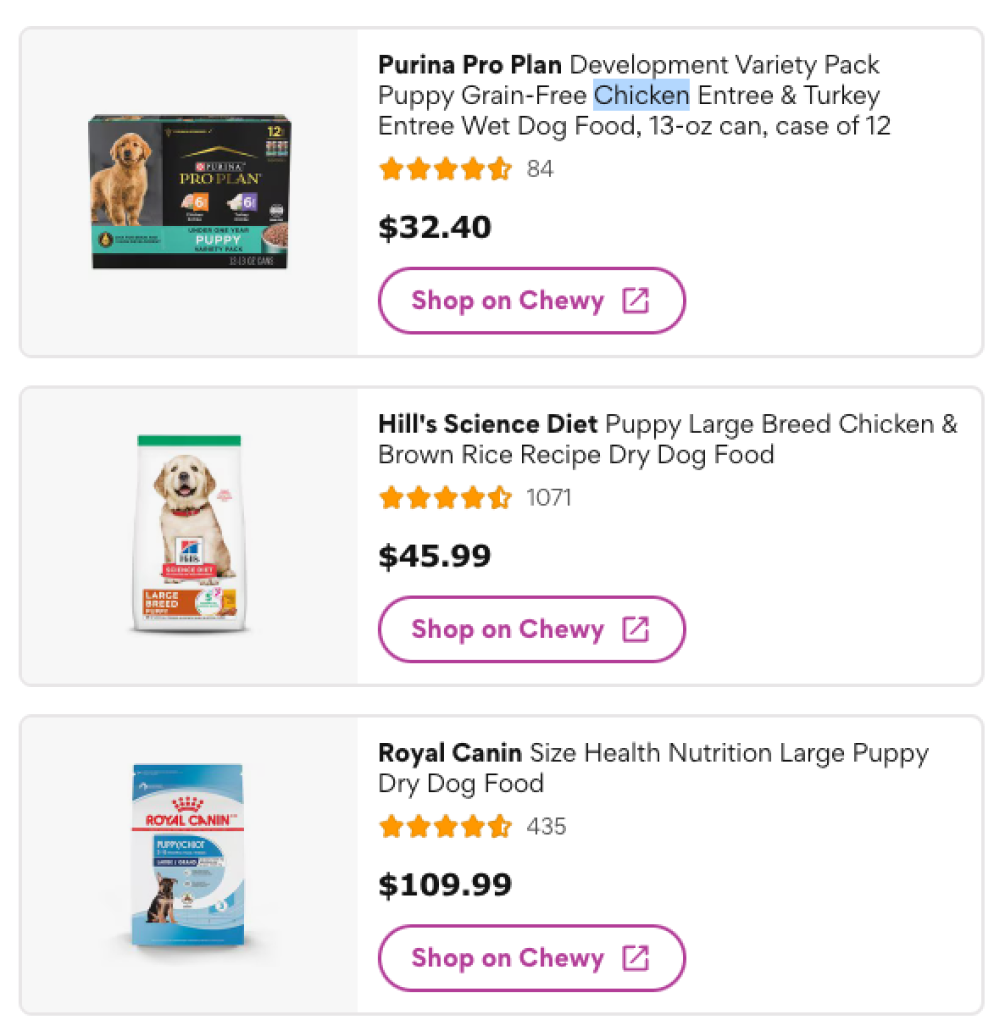 Purina Pro Plan Development Variety Pack
Puppy Grain-Free Chicken Entree & Turkey
Entree Wet Dog Food, 13-oz can, case of 12
84
$32.40
Shop on Chewy
12
PURINA
PRO PLAN
6
6
UNDER ONE YEAR
PUPPY
VARIETY PACK
12-13 OZ CANS
Hill's Science Diet Puppy Large Breed Chicken &
Brown Rice Recipe Dry Dog Food
1071
$45.99
Shop on Chewy
Hill's
SCIENCE DIET
LARGE
BREED
PUPPY
Royal Canin Size Health Nutrition Large Puppy
Dry Dog Food
435
$109.99
Shop on Chewy
ROYAL CANIN
PUPPY/CHIOT